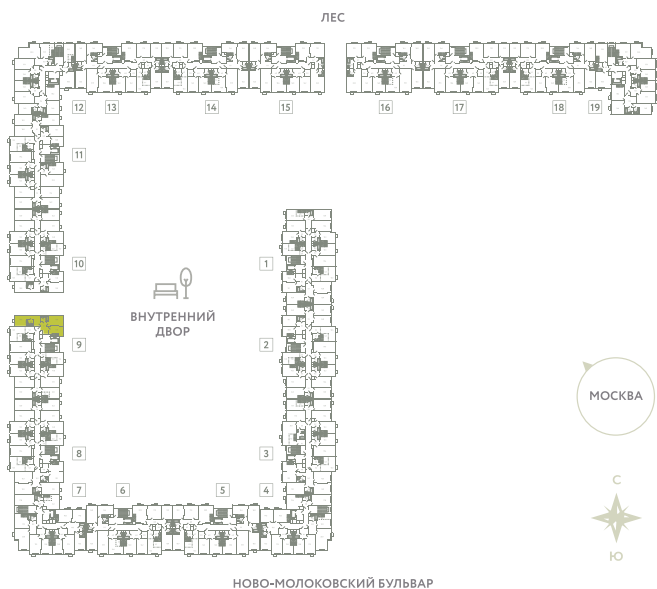 ЛЕС
12 13 14 15 16 17 18 19
11
10 1
ВНУТРЕННИЙ
ДВОР
9 2
МОСКВА
8 3
7 6 5 4
С
Ю
НОВО-МОЛОКОВСКИЙ БУЛЬВАР